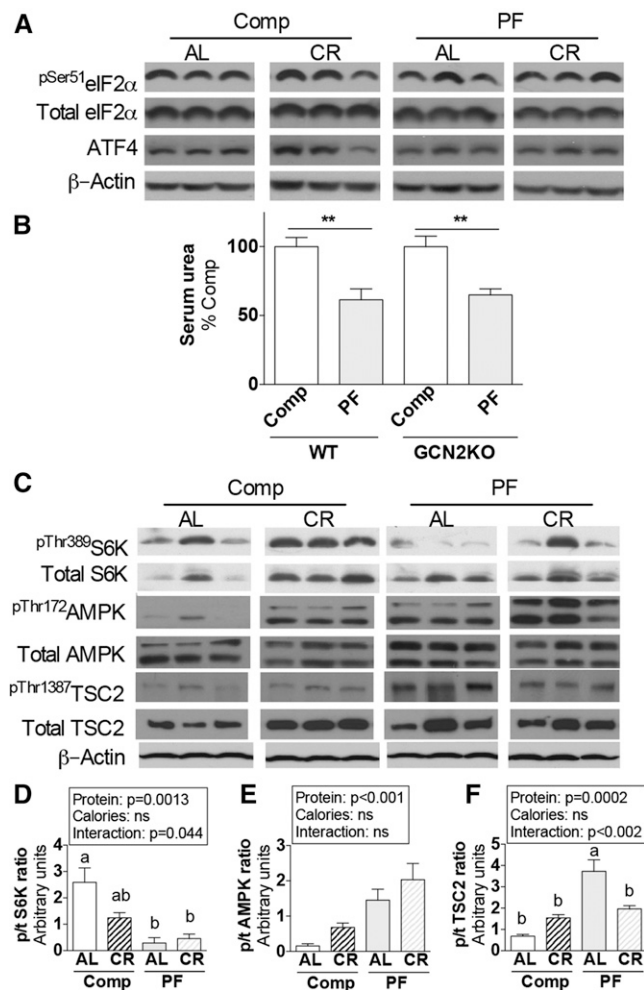 A
Comp PF
AL CR AL CR
pSer51eIF2α
Total eIF2α
ATF4
β-Actin
B
Serum urea
% Comp
100
50
0
** **
Comp PF Comp PF
WT GCN2KO
C
Comp PF
AL CR AL CR
pThr389S6K
Total S6K
pThr172AMPK
Total AMPK
pThr1387TSC2
Total TSC2
β-Actin
D
Protein: p=0.0013
Calories: ns
Interaction: p=0.044
p/t S6K ratio
Arbitrary units
4
3
2
1
0
a ab b b
AL CR AL CR
Comp PF
E
Protein: p<0.001
Calories: ns
Interaction: ns
p/t AMPK ratio
Arbitrary units
3
2
1
0
AL CR AL CR
Comp PF
F
Protein: p=0.0002
Calories: ns
Interaction: p<0.002
p/t TSC2 ratio
Arbitrary units
5
4
3
2
1
0
b b a b
AL CR AL CR
Comp PF